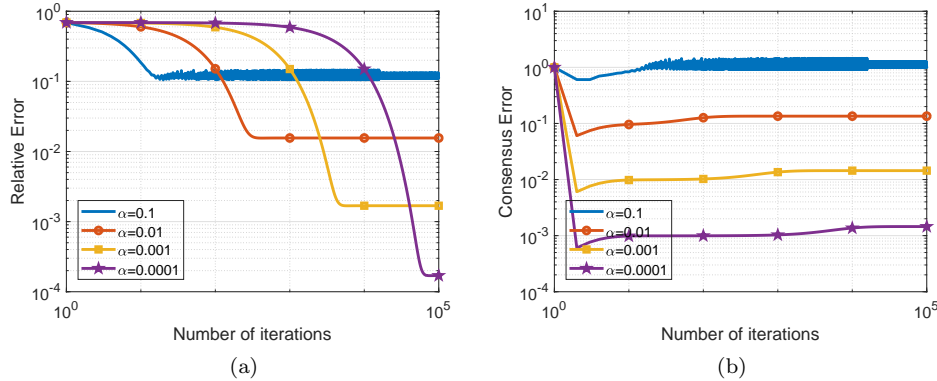 10^0
10^-1
10^-2
10^-3
10^-4
Relative Error
α=0.1
α=0.01
α=0.001
α=0.0001
10^0
10^5
Number of iterations
(a)
10^1
10^0
10^-1
10^-2
10^-3
10^-4
Consensus Error
α=0.1
α=0.01
α=0.001
α=0.0001
10^0
10^5
Number of iterations
(b)